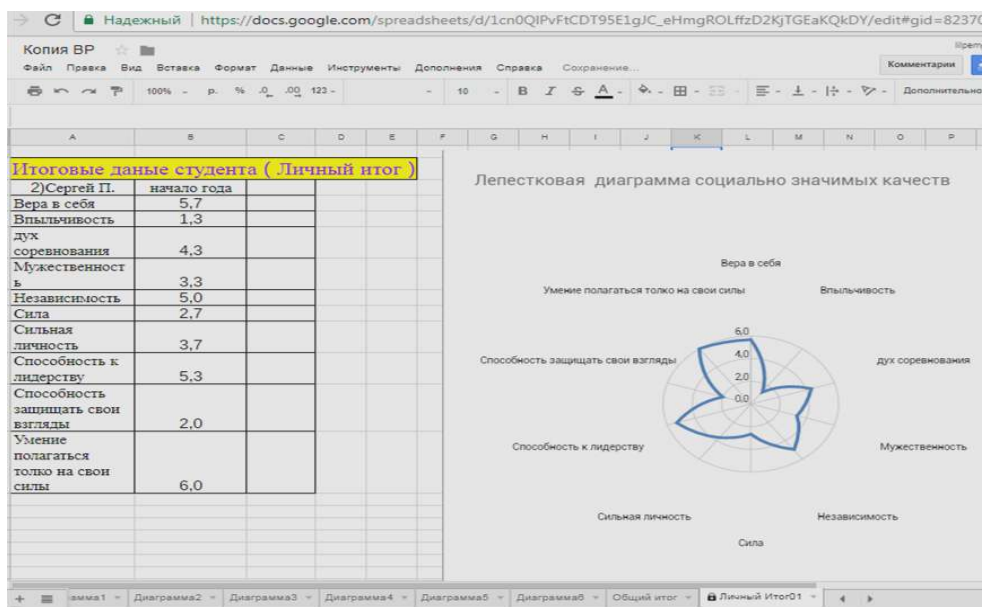 Надежный | https://docs.google.com/spreadsheets/d/1cn0QIPvFtCDT95E1gJC_eHmgROLffzD2KjTGEaKQkDY/edit#gid=8237
Копия ВР
Файл Правка Вид Вставка Формат Данные Инструменты Дополнения Справка Сохранение...
Комментарии
100% р. % .0 .00 123 10 B I S A Дополнительно
A B C D E F G H I J K L M N O P
Итоговые даные студента ( Личный итог )
2)Сергей П. начало года
Вера в себя 5,7
Впыльчивость 1,3
дух
соревнования 4,3
Мужественност
ь 3,3
Независимость 5,0
Сила 2,7
Сильная
личность 3,7
Способность к
лидерству 5,3
Способность
защищать свои
взгляды 2,0
Умение
полагаться
толко на свои
силы 6,0
Лепестковая диаграмма социально значимых качеств
Вера в себя
Умение полагаться толко на свои силы
Впыльчивость
6,0
4,0
2,0
0,0
Способность защищать свои взгляды
дух соревнования
Способность к лидерству
Мужественность
Сильная личность
Независимость
Сила
амма1 Диаграмма2 Диаграмма3 Диаграмма4 Диаграмма5 Диаграмма6 Общий итог Личный Итог01